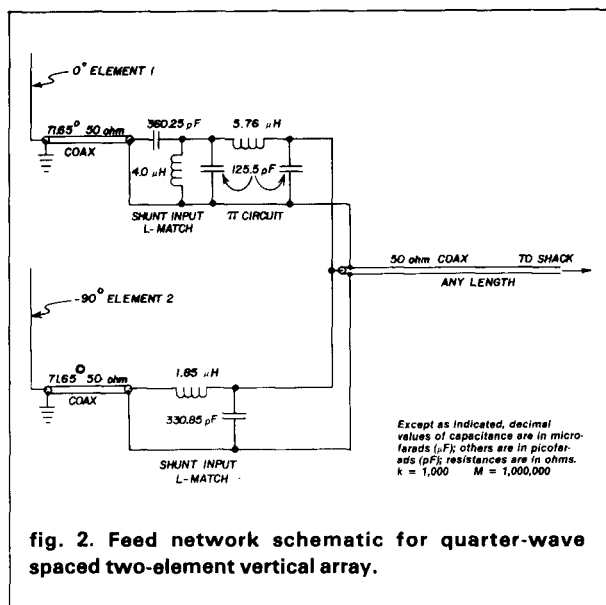 0° ELEMENT 1
71.65° 50 ohm
COAX
360.25 pF
5.76 μH
4.0 μH
125.5 pF
SHUNT INPUT
L-MATCH
π CIRCUIT
50 ohm COAX TO SHACK
ANY LENGTH
-90° ELEMENT 2
71.65° 50 ohm
COAX
1.85 μH
330.85 pF
SHUNT INPUT
L-MATCH
Except as indicated, decimal
values of capacitance are in micro-
farads (μF); others are in picofar-
ads (pF); resistances are in ohms.
k = 1,000 M = 1,000,000
fig. 2. Feed network schematic for quarter-wave
spaced two-element vertical array.